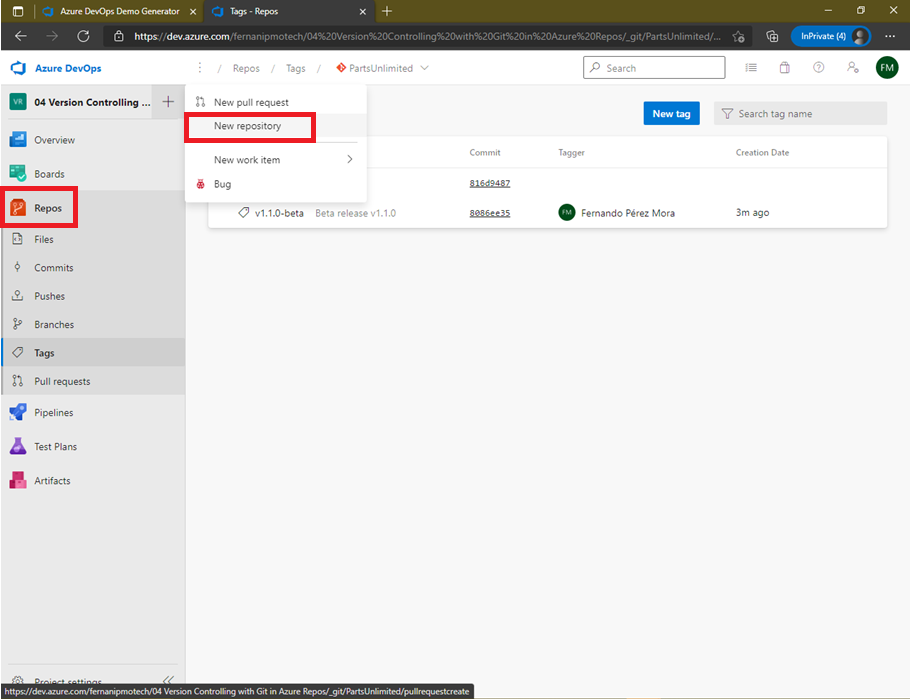 Azure DevOps Demo Generator
Tags - Repos
https://dev.azure.com/fernanipmotech/04%20Version%20Controlling%20with%20Git%20in%20Azure%20Repos/_git/PartsUnlimited/...
InPrivate (4)
Azure DevOps
/ Repos / Tags / PartsUnlimited
Search
FM
VR
04 Version Controlling ...
New pull request
New repository
New work item
Bug
New tag
Search tag name
Commit
Tagger
Creation Date
816d9487
v1.1.0-beta Beta release v1.1.0
8086ee35
FM
Fernando Pérez Mora
3m ago
Overview
Boards
Repos
Files
Commits
Pushes
Branches
Tags
Pull requests
Pipelines
Test Plans
Artifacts
Project settings
https://dev.azure.com/fernanipmotech/04 Version Controlling with Git in Azure Repos/_git/PartsUnlimited/pullrequestcreate